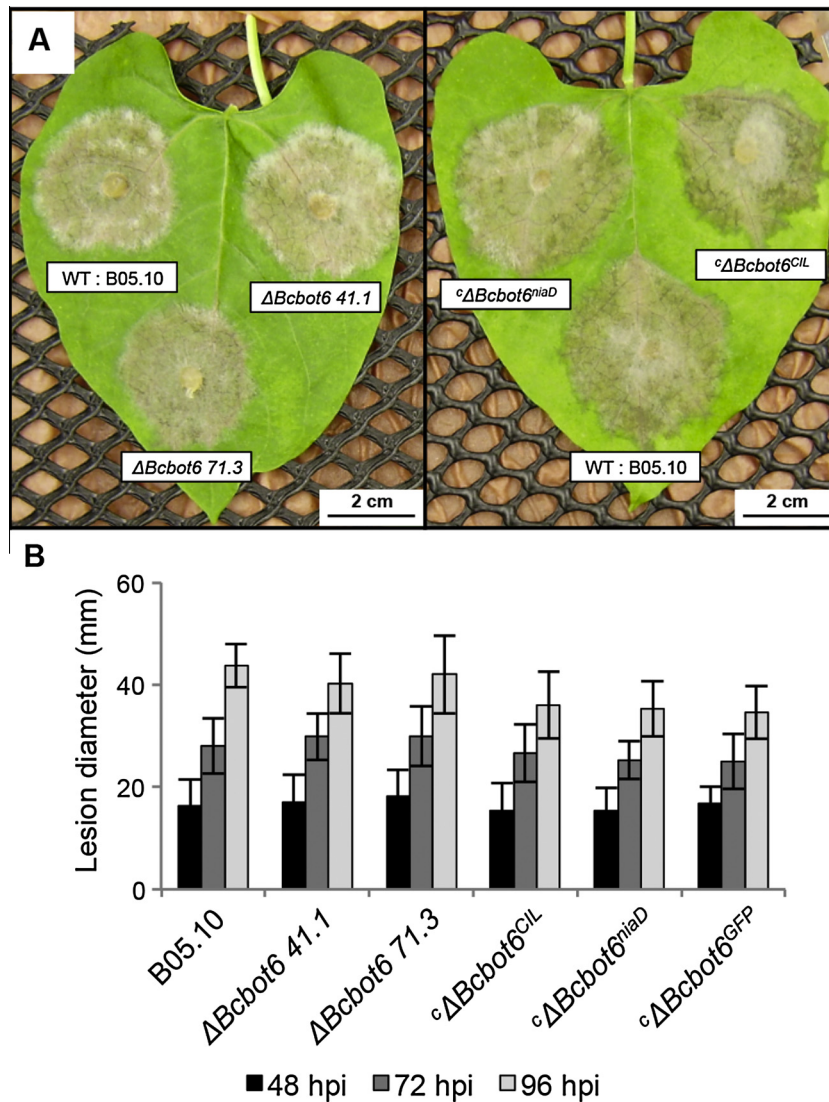 A
WT : B05.10
ΔBcbot6 41.1
ΔBcbot6 71.3
2 cm
cΔBcbot6niaD
cΔBcbot6CIL
WT : B05.10
2 cm
B
Lesion diameter (mm)
60
40
20
0
B05.10
ΔBcbot6 41.1
ΔBcbot6 71.3
cΔBcbot6CIL
cΔBcbot6niaD
cΔBcbot6GFP
48 hpi 72 hpi 96 hpi